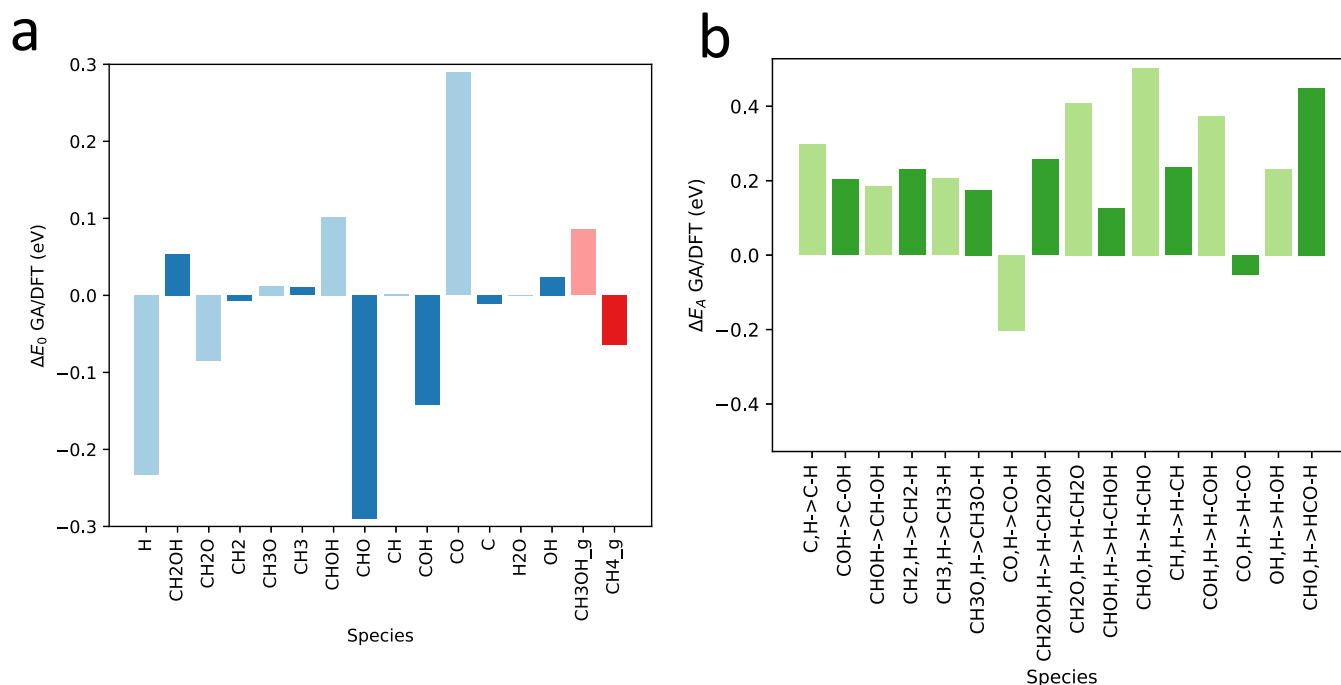 a
0.3
0.2
0.1
0.0
−0.1
−0.2
−0.3
ΔE0 GA/DFT (eV)
H
CH2OH
CH2O
CH2
CH3O
CH3
CHOH
CHO
CH
COH
CO
C
H2O
OH
CH3OH_g
CH4_g
Species
b
0.4
0.2
0.0
−0.2
−0.4
ΔEA GA/DFT (eV)
C,H->C-H
COH->C-OH
CHOH->CH-OH
CH2,H->CH2-H
CH3,H->CH3-H
CH3O,H->CH3O-H
CO,H->CO-H
CH2OH,H->H-CH2OH
CH2O,H->H-CH2O
CHOH,H->H-CHOH
CHO,H->H-CHO
CH,H->H-CH
COH,H->H-COH
CO,H->H-CO
OH,H->H-OH
CHO,H->HCO-H
Species